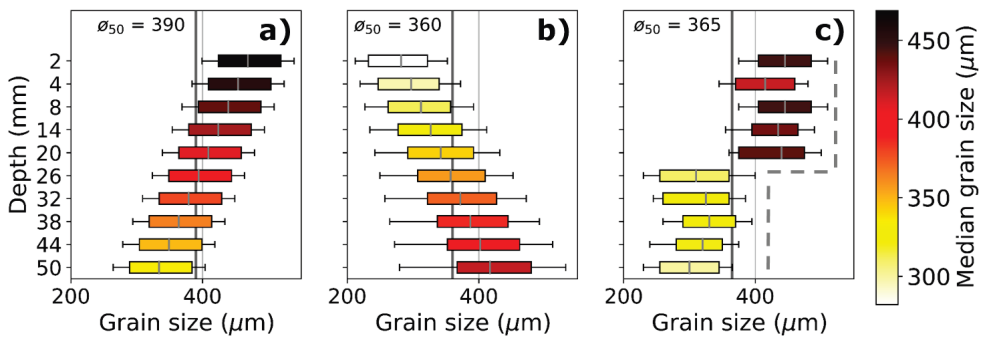 ø50 = 390
a)
ø50 = 360
b)
ø50 = 365
c)
Depth (mm)
2
4
8
14
20
26
32
38
44
50
200
400
Grain size (μm)
200
400
Grain size (μm)
200
400
Grain size (μm)
450
400
350
300
Median grain size (μm)